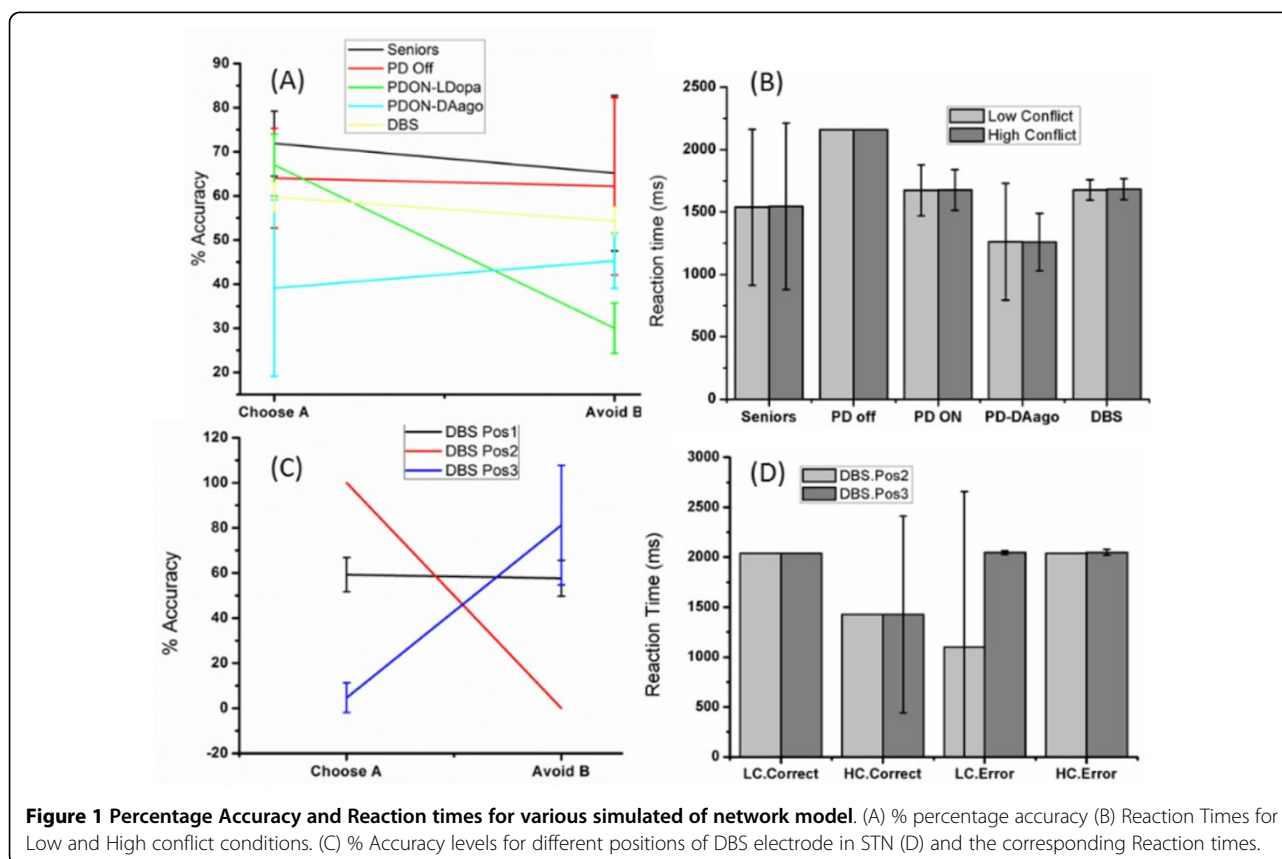 Seniors
PD Off
PDON-LDopa
PDON-DAago
DBS
(A)
90
80
70
60
50
40
30
20
% Accuracy
Choose A
Avoid B
(B)
Low Conflict
High Conflict
2500
2000
1500
1000
500
0
Reaction time (ms)
Seniors
PD off
PD ON
PD-DAago
DBS
DBS Pos1
DBS Pos2
DBS Pos3
(C)
120
100
80
60
40
20
0
-20
% Accuracy
Choose A
Avoid B
DBS.Pos2
DBS.Pos3
(D)
3000
2500
2000
1500
1000
500
0
Reaction Time (ms)
LC.Correct
HC.Correct
LC.Error
HC.Error
Figure 1 Percentage Accuracy and Reaction times for various simulated of network model. (A) % percentage accuracy (B) Reaction Times for
Low and High conflict conditions. (C) % Accuracy levels for different positions of DBS electrode in STN (D) and the corresponding Reaction times.